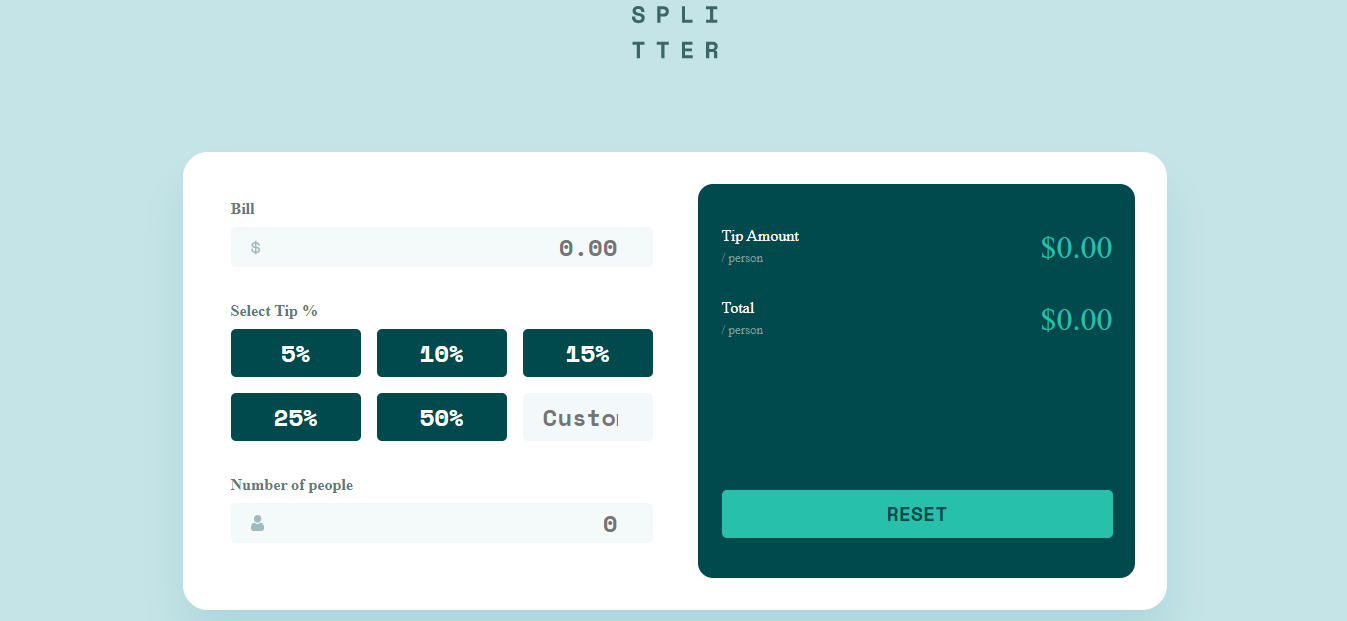 SPLI
TTER
Bill
$
0.00
Select Tip %
5%
10%
15%
25%
50%
Custo
Number of people
0
Tip Amount
/ person
$0.00
Total
/ person
$0.00
RESET